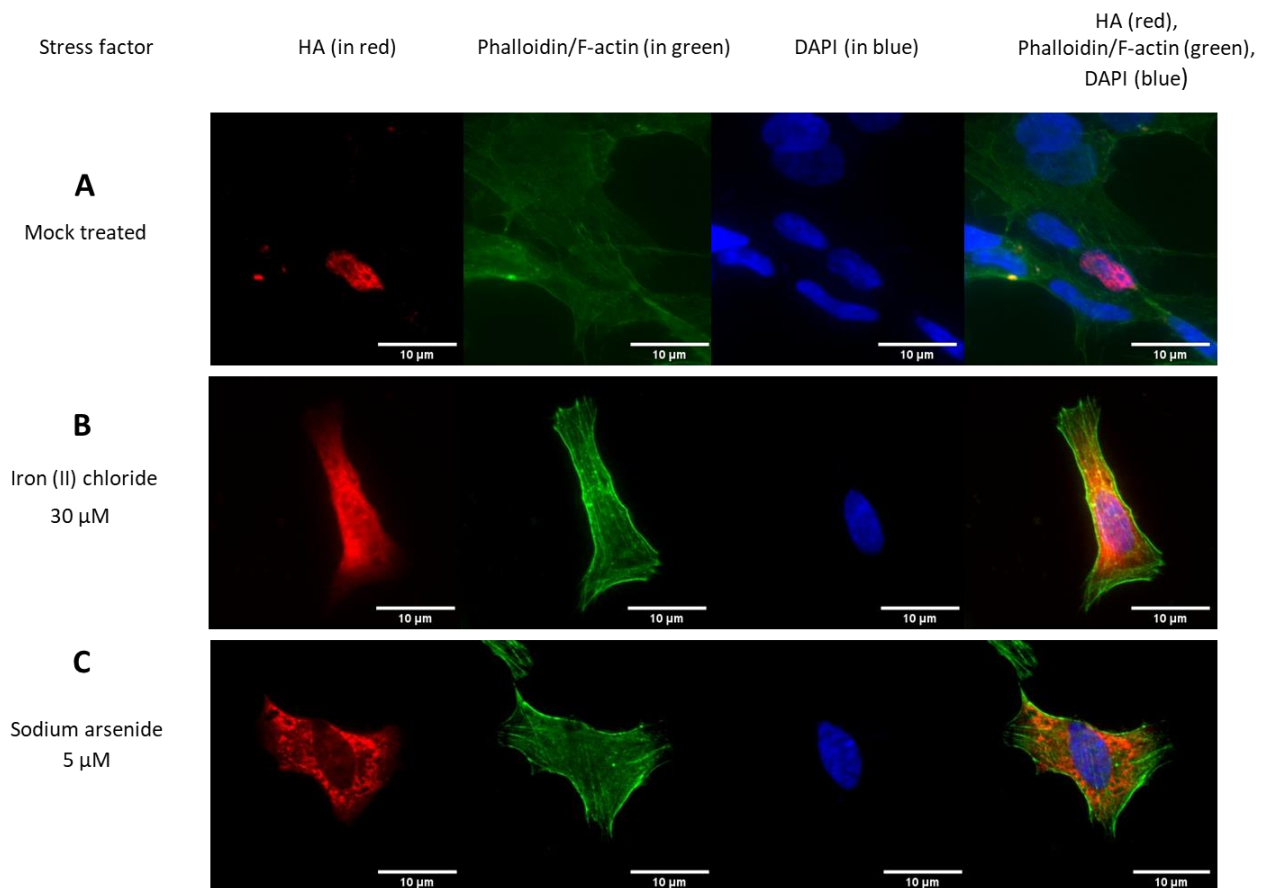 Stress factor
HA (in red)
Phalloidin/F-actin (in green)
DAPI (in blue)
HA (red),
Phalloidin/F-actin (green),
DAPI (blue)
A
Mock treated
10 µm
10 µm
10 µm
10 µm
B
Iron (II) chloride
30 µM
10 µm
10 µm
10 µm
10 µm
C
Sodium arsenide
5 µM
10 µm
10 µm
10 µm
10 µm